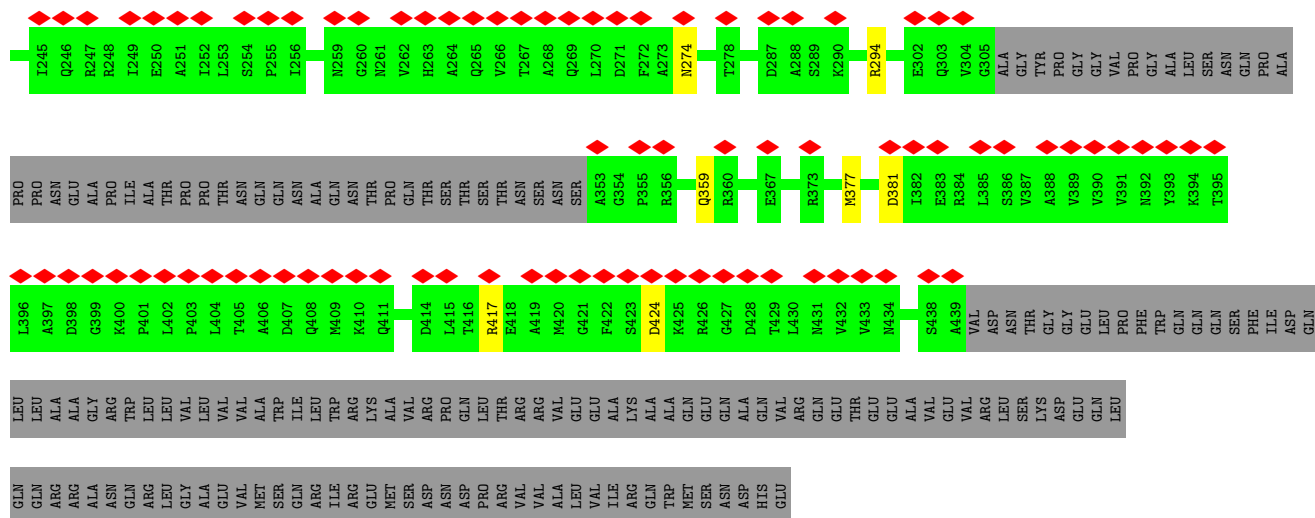 I245 Q246 R247 R248 I249 E250 A251 I252 L253 S254 P255 I256 N259 G260 N261 V262 H263 A264 Q265 V266 T267 A268 Q269 L270 D271 F272 A273 N274 T278 D287 A288 S289 K290 R294 E302 Q303 V304 G305 ALA GLY TYR PRO GLY GLY VAL PRO GLY ALA LEU SER ASN GLN PRO ALA
PRO PRO ASN GLU ALA PRO ILE ALA THR PRO PRO THR ASN GLN GLN ASN ALA GLN ASN THR PRO GLN THR SER THR SER THR ASN SER ASN SER A353 G354 P355 R356 Q359 R360 E367 R373 M377 D381 I382 E383 R384 L385 S386 V387 A388 V389 V390 V391 N392 Y393 K394 T395
L396 A397 D398 G399 K400 P401 L402 P403 L404 T405 A406 D407 Q408 M409 K410 Q411 D414 L415 T416 R417 E418 A419 M420 G421 F422 S423 D424 K425 R426 G427 D428 T429 L430 N431 V432 V433 N434 S438 A439 VAL ASP ASN THR GLY GLY GLU LEU PRO PHE TRP GLN GLN GLN SER PHE ILE ASP GLN
LEU LEU ALA ALA GLY ARG TRP LEU LEU VAL LEU VAL VAL ALA TRP ILE LEU TRP ARG LYS ALA VAL ARG PRO GLN LEU THR ARG ARG VAL GLU GLU ALA LYS ALA ALA GLN GLU GLN ALA GLN VAL ARG GLN GLU THR GLU GLU ALA VAL GLU VAL ARG LEU SER LYS ASP GLU GLN LEU
GLN GLN ARG ARG ALA ASN GLN ARG LEU GLY ALA GLU VAL MET SER GLN ARG ILE ARG GLU MET SER ASP ASN ASP PRO ARG VAL VAL ALA LEU VAL ILE ARG GLN TRP MET SER ASN ASP HIS GLU